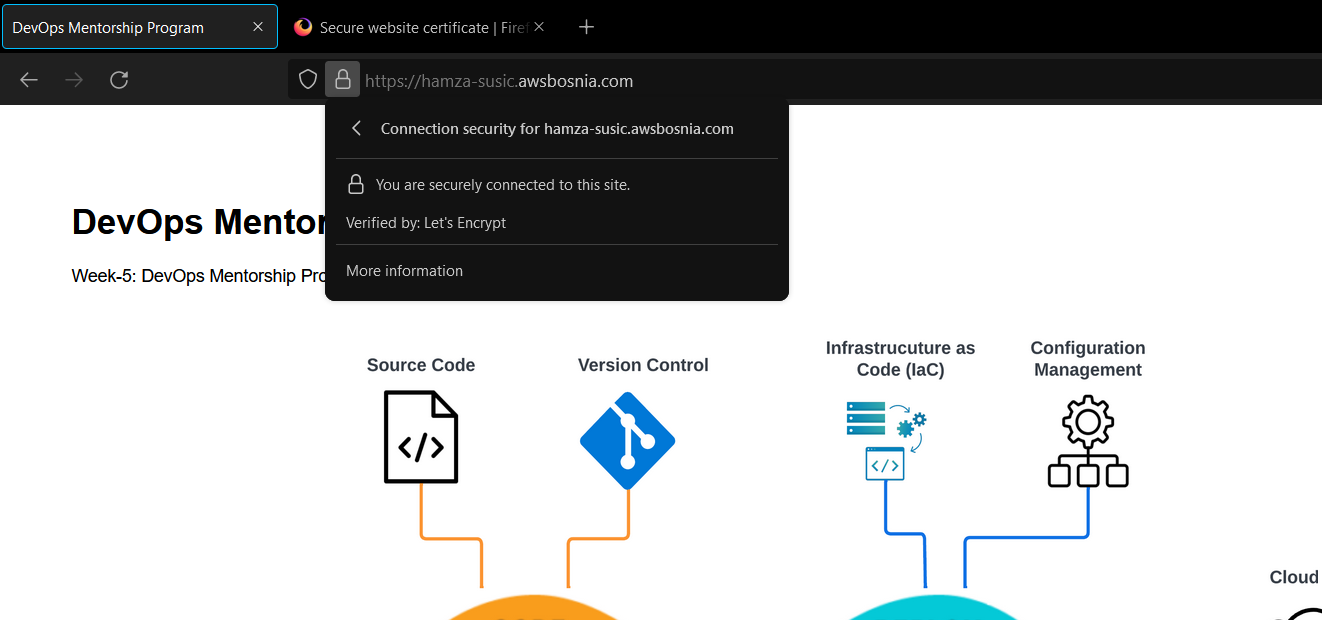 DevOps Mentorship Program
Secure website certificate | Firef
https://hamza-susic.awsbosnia.com
Connection security for hamza-susic.awsbosnia.com
You are securely connected to this site.
Verified by: Let's Encrypt
More information
DevOps Mentor
Week-5: DevOps Mentorship Pro
Source Code
Version Control
Infrastrucuture as
Code (IaC)
Configuration
Management
</>
</>
Cloud